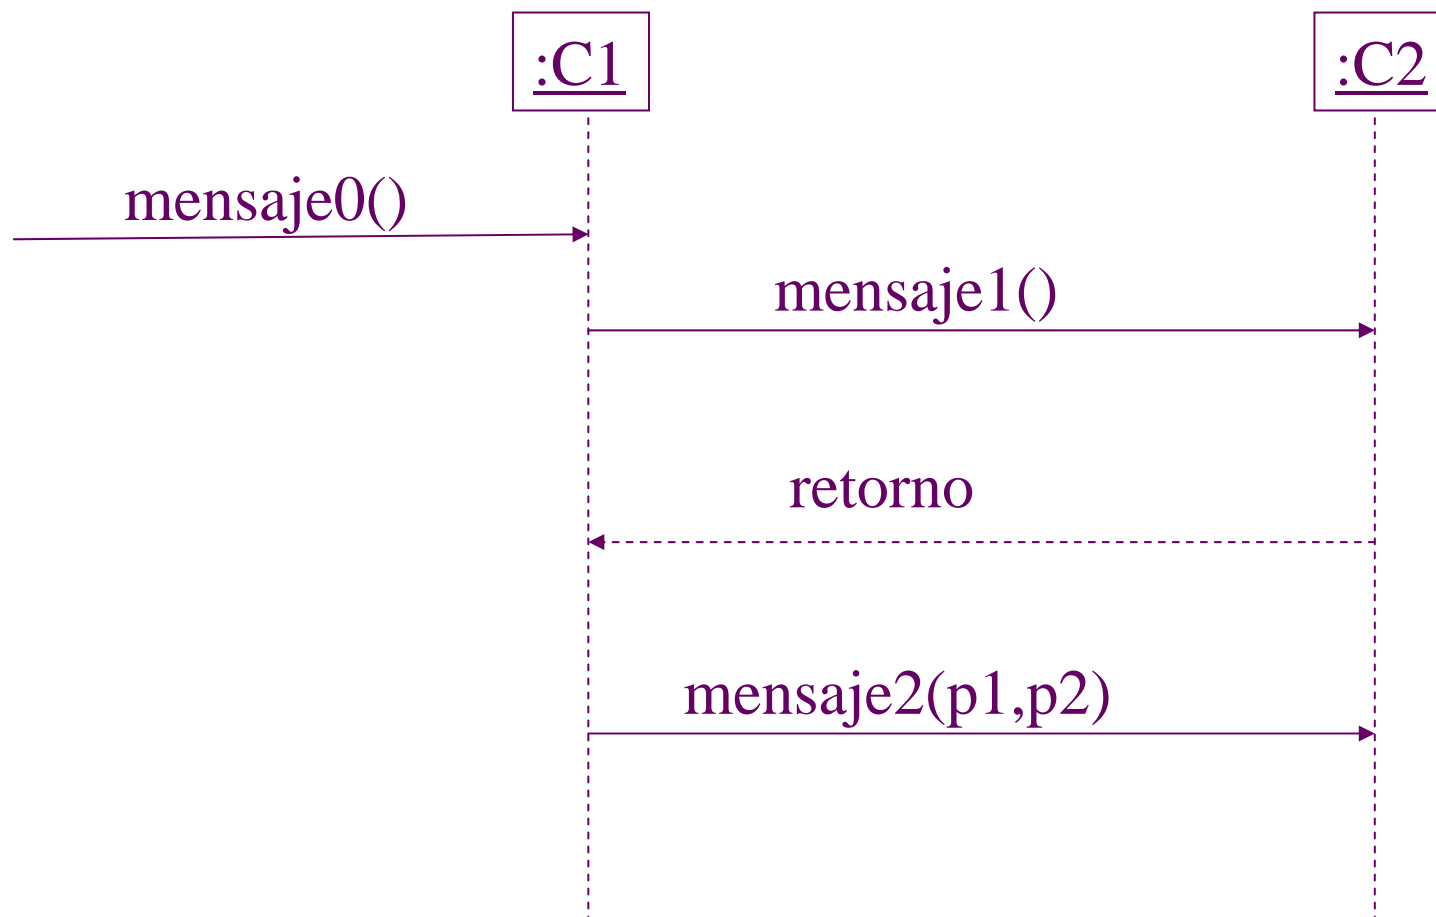 :C1
:C2
mensaje0()
mensaje1()
retorno
mensaje2(p1,p2)